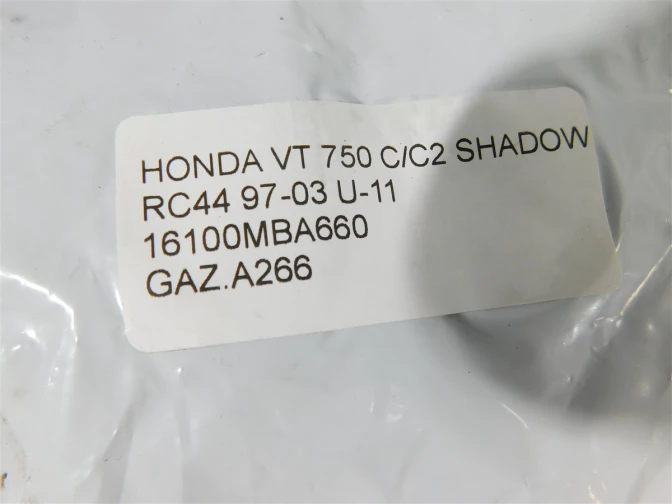 HONDA VT 750 C/C2 SHADOW
RC44 97-03 U-11
16100MBA660
GAZ.A266